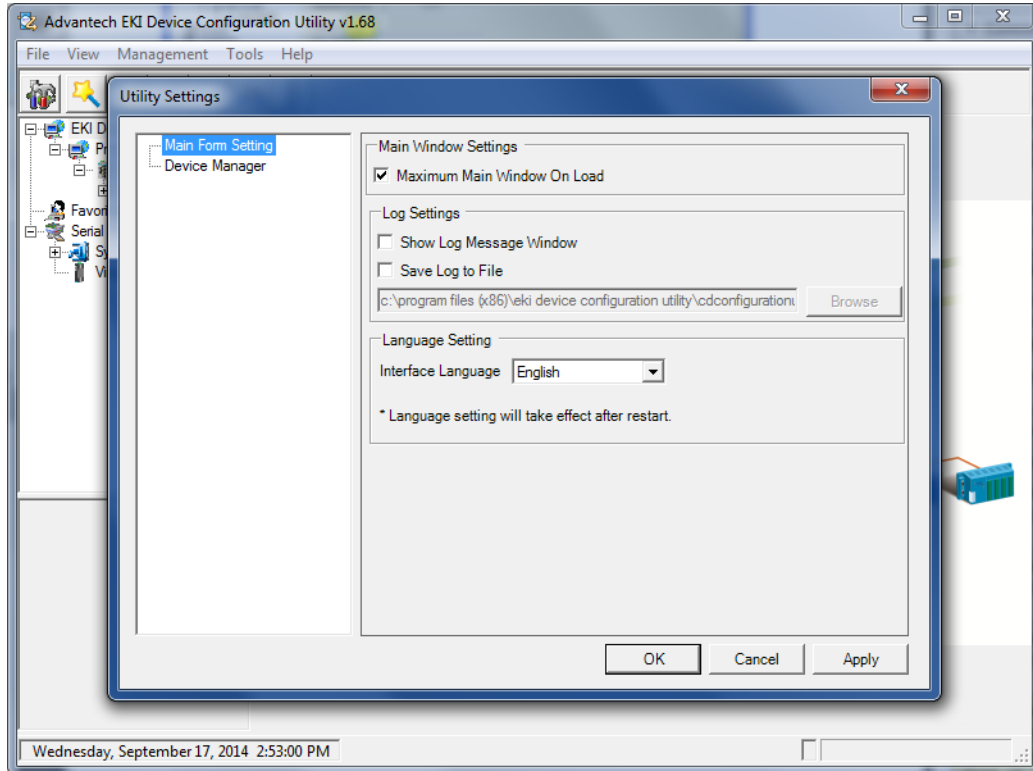 Advantech EKI Device Configuration Utility v1.68
File View Management Tools Help
Utility Settings
EKI D
Favori
Serial
Sy
Main Form Setting
Device Manager
Main Window Settings
Maximum Main Window On Load
Log Settings
Show Log Message Window
Save Log to File
c:\program files (x86)\eki device configuration utility\cdconfiguration
Browse
Language Setting
Interface Language English
* Language setting will take effect after restart.
OK Cancel Apply
Wednesday, September 17, 2014 2:53:00 PM